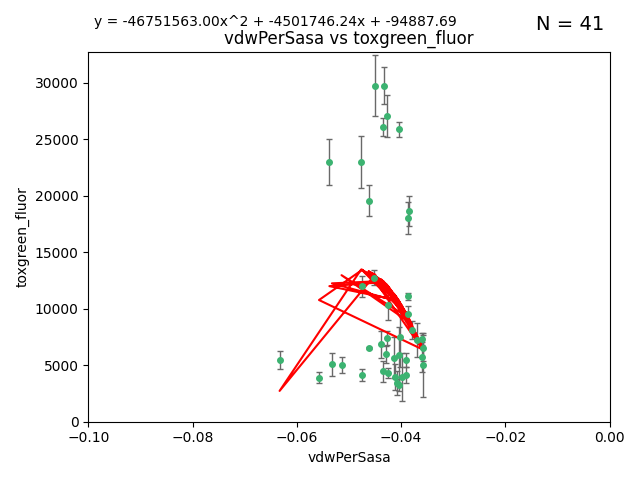 y = -46751563.00x^2 + -4501746.24x + -94887.69
N = 41
vdwPerSasa vs toxgreen_fluor
30000
25000
20000
15000
10000
5000
0
toxgreen_fluor
−0.10
−0.08
−0.06
−0.04
−0.02
0.00
vdwPerSasa